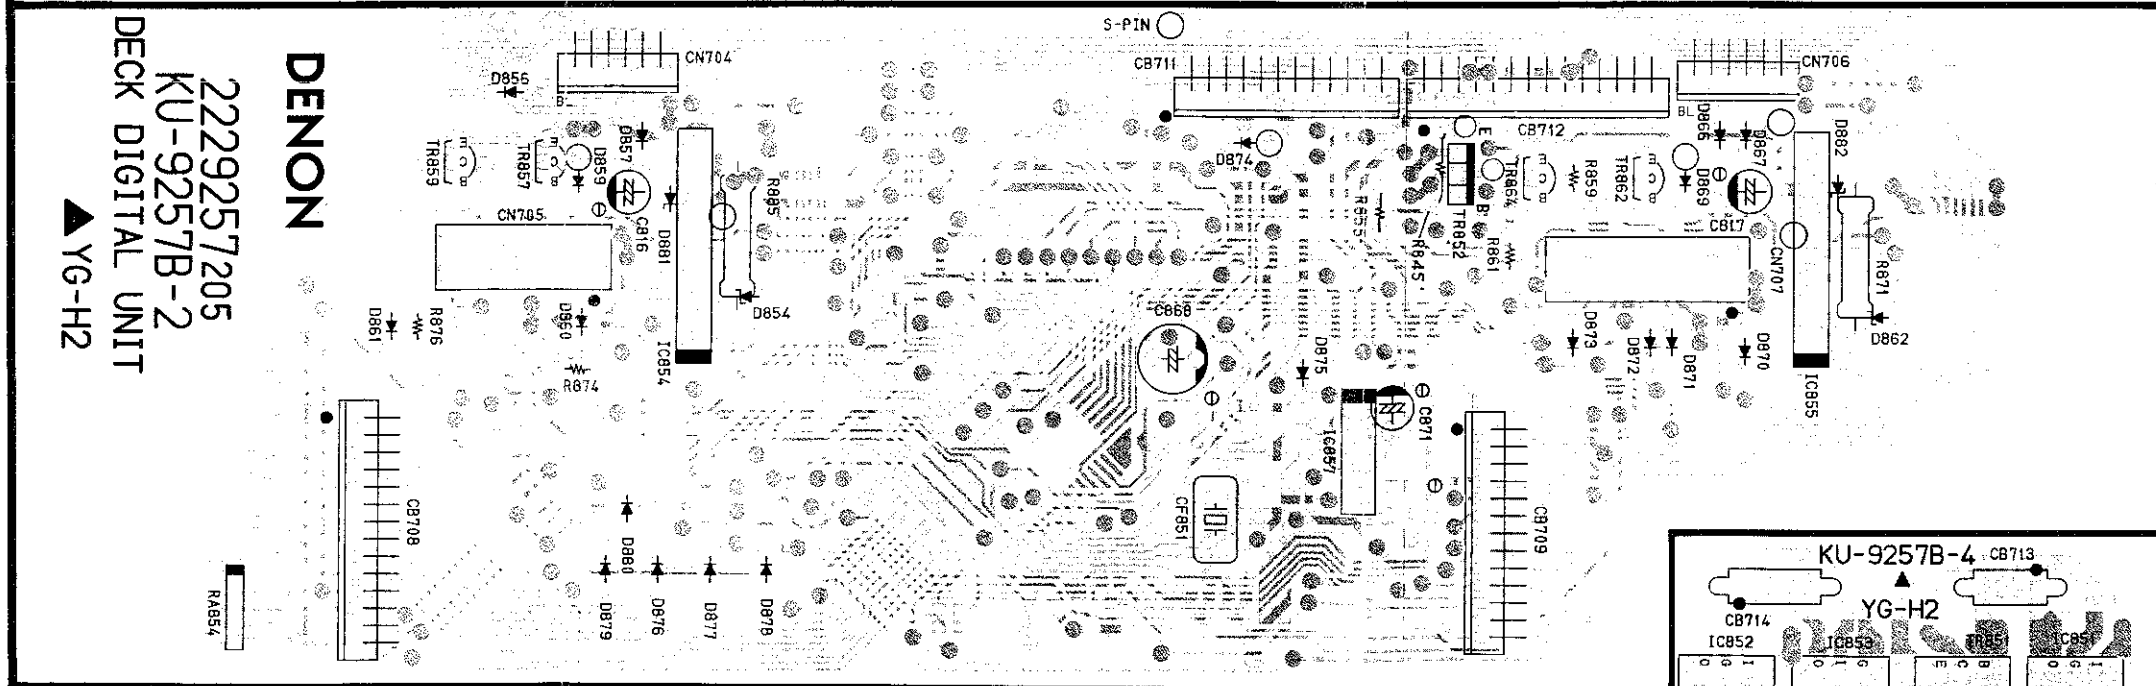 DENON
2229257205
KU-9257B-2
DECK DIGITAL UNIT
▲ YG-H2
S-PIN
CN704
CB711
CN706
D856
BL
BL
D866
D867
D882
E
CB712
D857
TR859
E C B
TR857
E C B
D859
D874
TR864
E C B
R859
TR862
E C B
D869
R885
R855
B
TR852
CN705
C816
D881
R845
R861
C817
CN707
R871
D854
C868
D861
R876
D860
IC854
D875
D873
D872
D871
D870
D862
R874
IC855
C871
IC857
CB708
CF851
CB709
D880
D879
D876
D877
D878
RA854
KU-9257B-4
CB713
▲
YG-H2
CB714
IC852
IC853
TR851
IC851
O G I
O I G
E C B
O G I